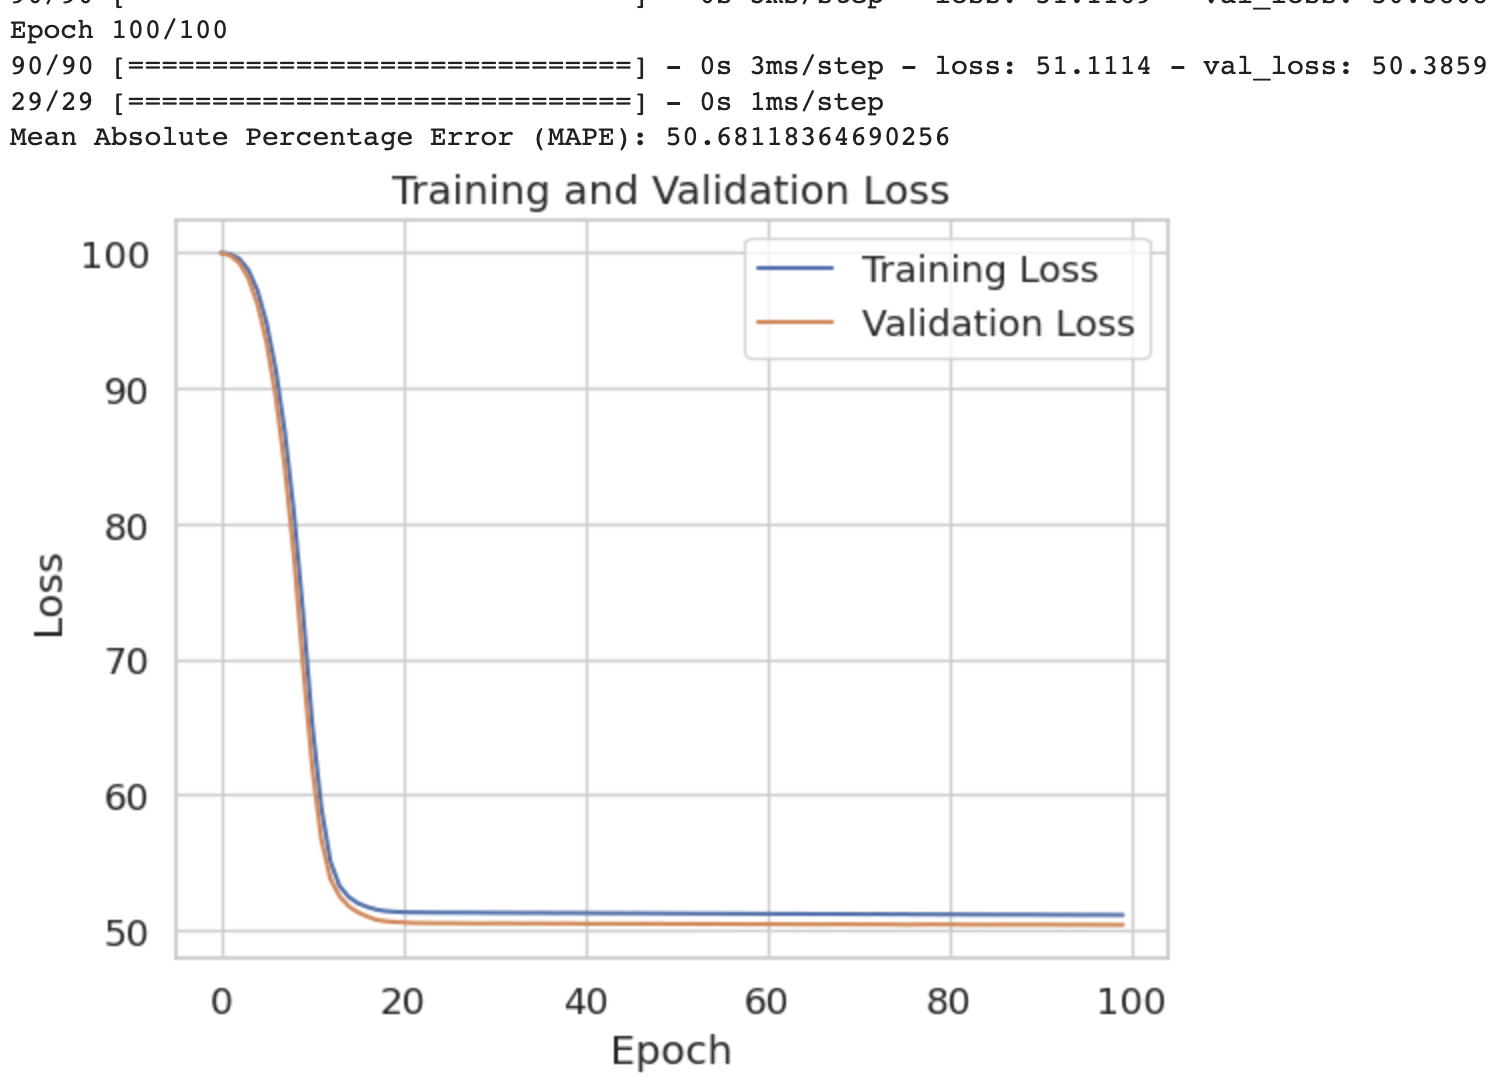 Epoch 100/100
90/90 [==============================] - 0s 3ms/step - loss: 51.1114 - val_loss: 50.3859
29/29 [==============================] - 0s 1ms/step
Mean Absolute Percentage Error (MAPE): 50.68118364690256
Training and Validation Loss
Training Loss
Validation Loss
100
90
80
70
60
50
Loss
0 20 40 60 80 100
Epoch